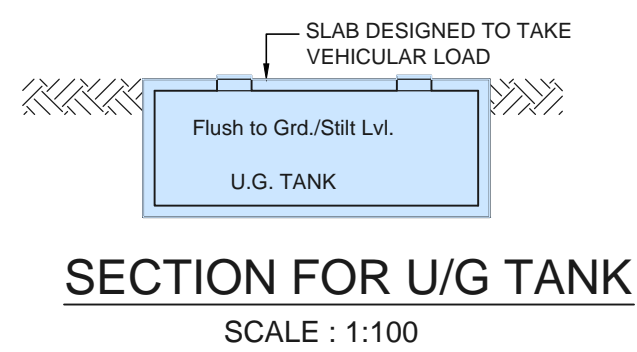 SLAB DESIGNED TO TAKE
VEHICULAR LOAD
Flush to Grd./Stilt Lvl.
U.G. TANK
SECTION FOR U/G TANK
SCALE : 1:100